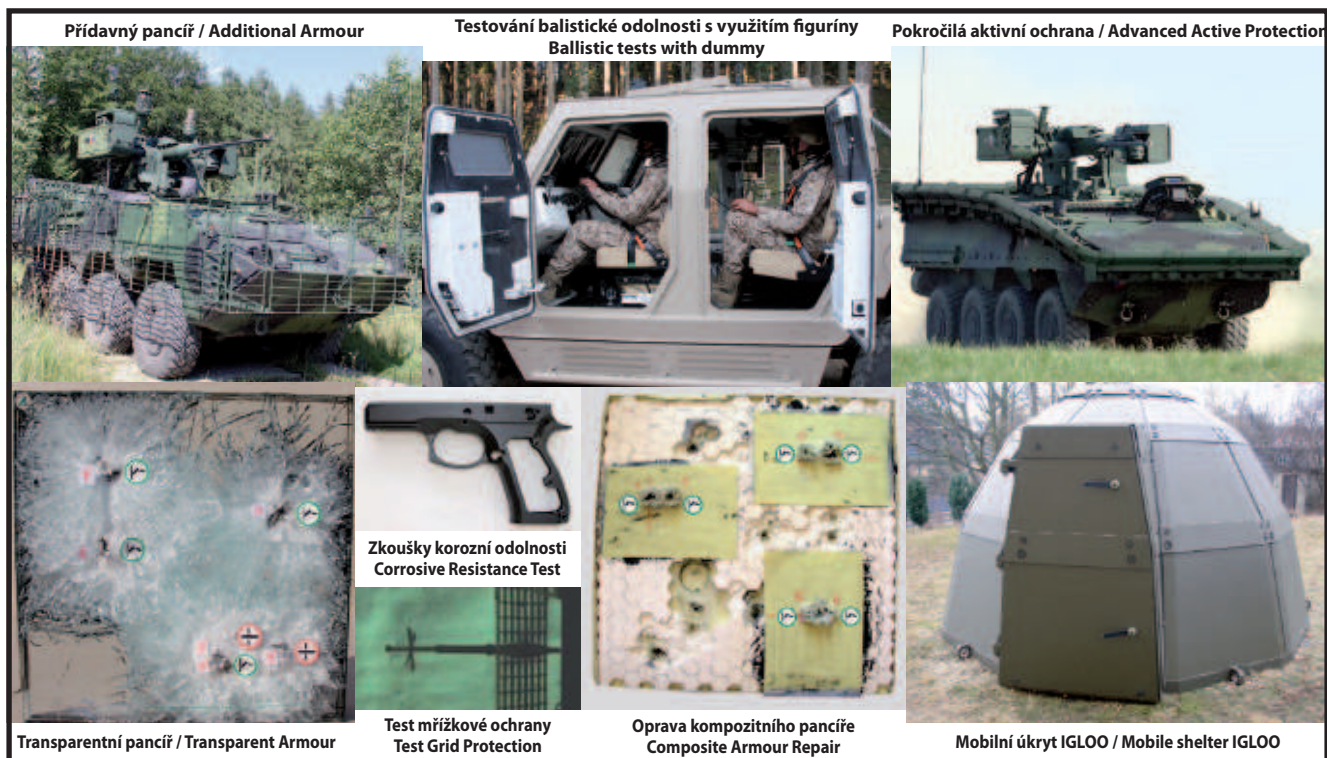 Přídavný pancíř / Additional Armour
Testování balistické odolnosti s využitím figuríny
Ballistic tests with dummy
Pokročilá aktivní ochrana / Advanced Active Protection
Zkoušky korozní odolnosti
Corrosive Resistance Test
Transparentní pancíř / Transparent Armour
Test mřížkové ochrany
Test Grid Protection
Oprava kompozitního pancíře
Composite Armour Repair
Mobilní úkryt IGLOO / Mobile shelter IGLOO